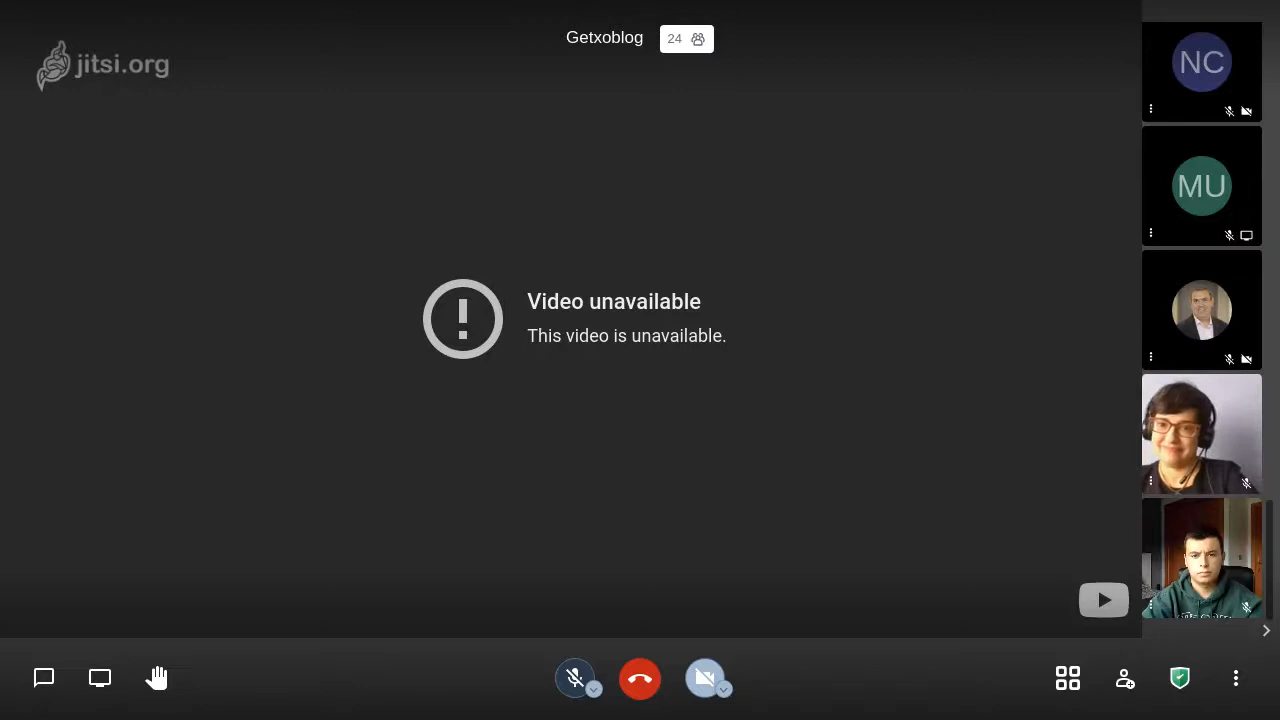 Getxoblog 24
jitsi.org
NC
MU
Video unavailable
This video is unavailable.